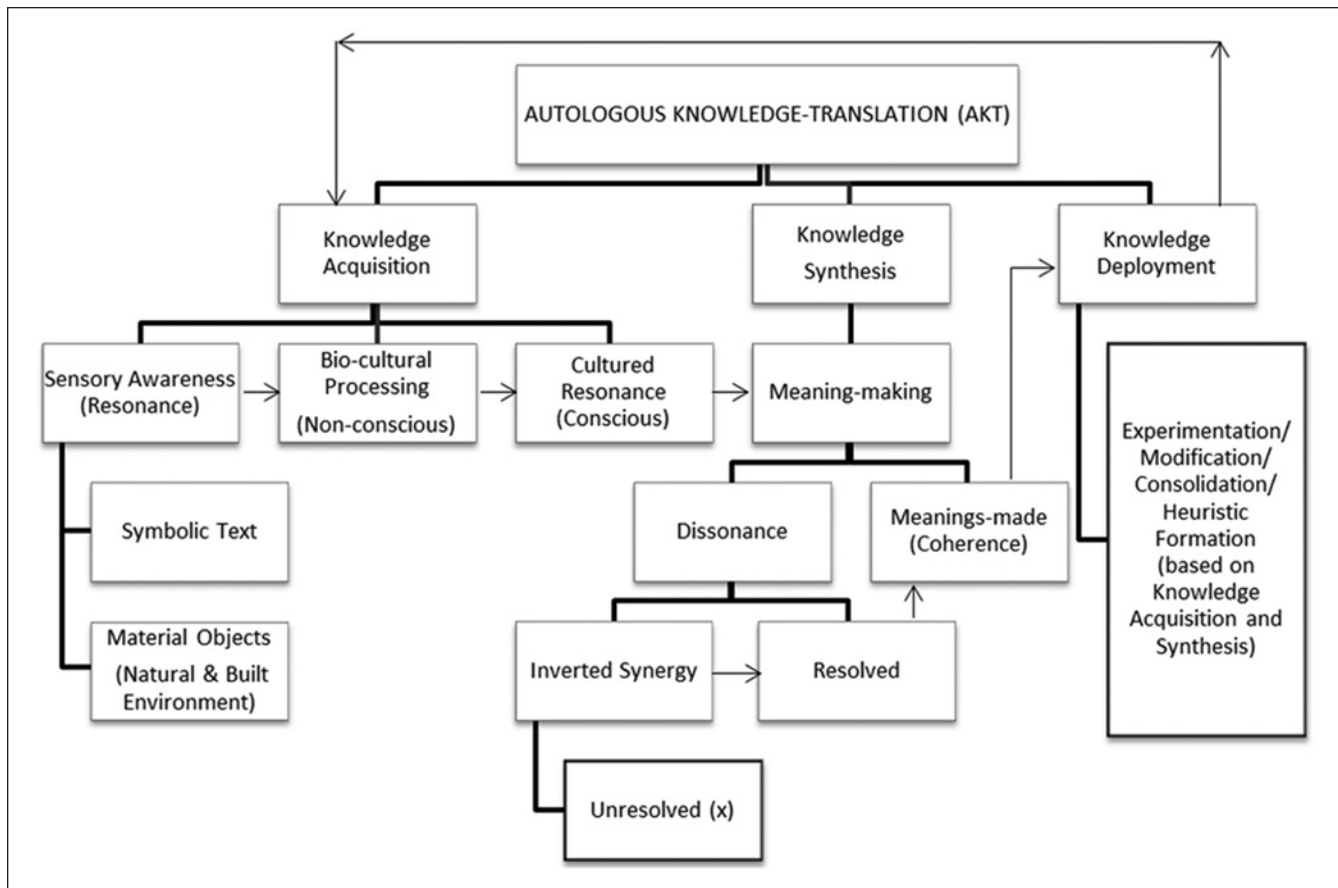 AUTOLOGOUS KNOWLEDGE-TRANSLATION (AKT)
Knowledge
Acquisition
Knowledge
Synthesis
Knowledge
Deployment
Sensory Awareness
(Resonance)
Bio-cultural
Processing
(Non-conscious)
Cultured
Resonance
(Conscious)
Meaning-making
Symbolic Text
Material Objects
(Natural & Built
Environment)
Dissonance
Meanings-made
(Coherence)
Inverted Synergy
Resolved
Unresolved (x)
Experimentation/
Modification/
Consolidation/
Heuristic
Formation
(based on
Knowledge
Acquisition and
Synthesis)